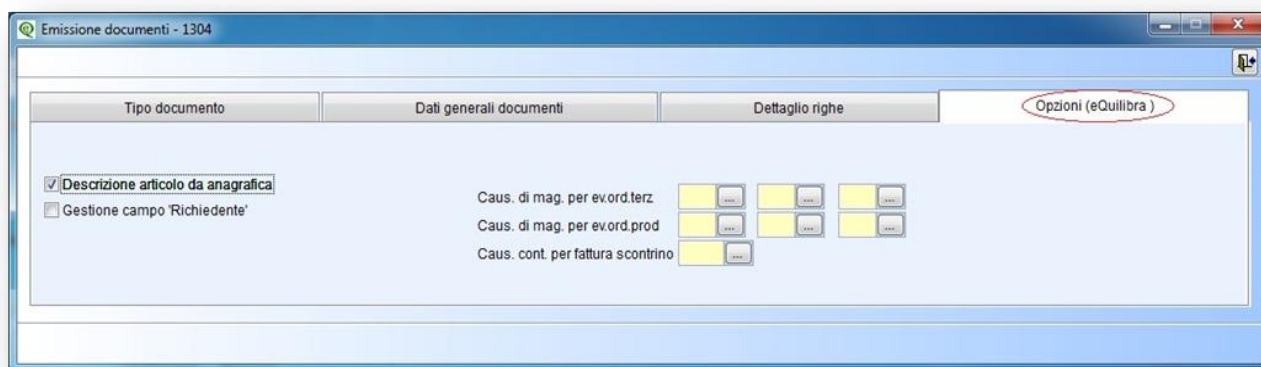 Emissione documenti - 1304
Tipo documento
Dati generali documenti
Dettaglio righe
Opzioni (eQuilibra )
Descrizione articolo da anagrafica
Gestione campo 'Richiedente'
Caus. di mag. per ev.ord.terz
...
...
...
Caus. di mag. per ev.ord.prod
...
...
...
Caus. cont. per fattura scontrino
...